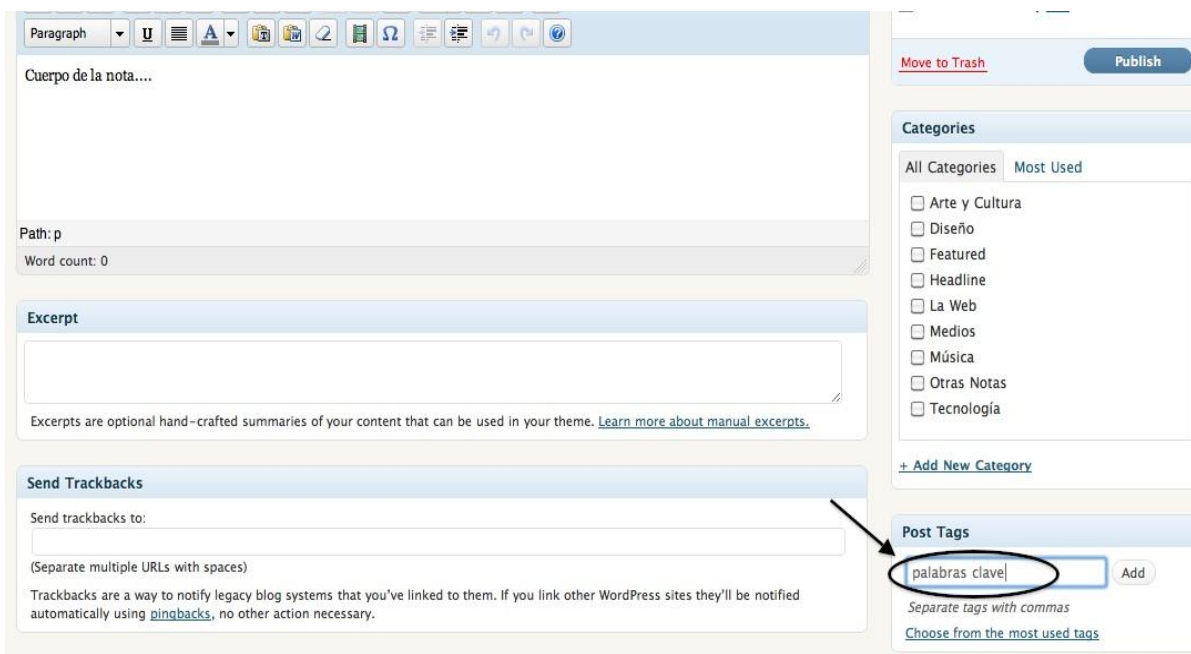 Paragraph
U
A
Ω
Cuerpo de la nota....
Path: p
Word count: 0
Excerpt
Excerpts are optional hand-crafted summaries of your content that can be used in your theme. Learn more about manual excerpts.
Send Trackbacks
Send trackbacks to:
(Separate multiple URLs with spaces)
Trackbacks are a way to notify legacy blog systems that you've linked to them. If you link other WordPress sites they'll be notified
automatically using pingbacks, no other action necessary.
Move to Trash
Publish
Categories
All Categories Most Used
Arte y Cultura
Diseño
Featured
Headline
La Web
Medios
Música
Otras Notas
Tecnología
+ Add New Category
Post Tags
palabras clave
Add
Separate tags with commas
Choose from the most used tags